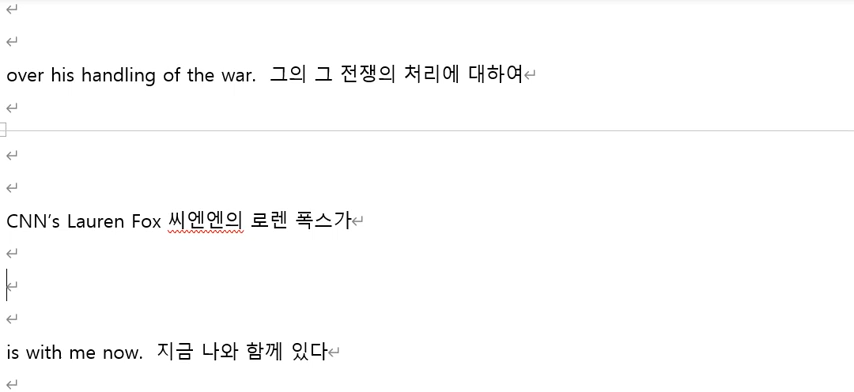 over his handling of the war.  그의 그 전쟁의 처리에 대하여
CNN’s Lauren Fox 씨엔엔의 로렌 폭스가
is with me now.  지금 나와 함께 있다